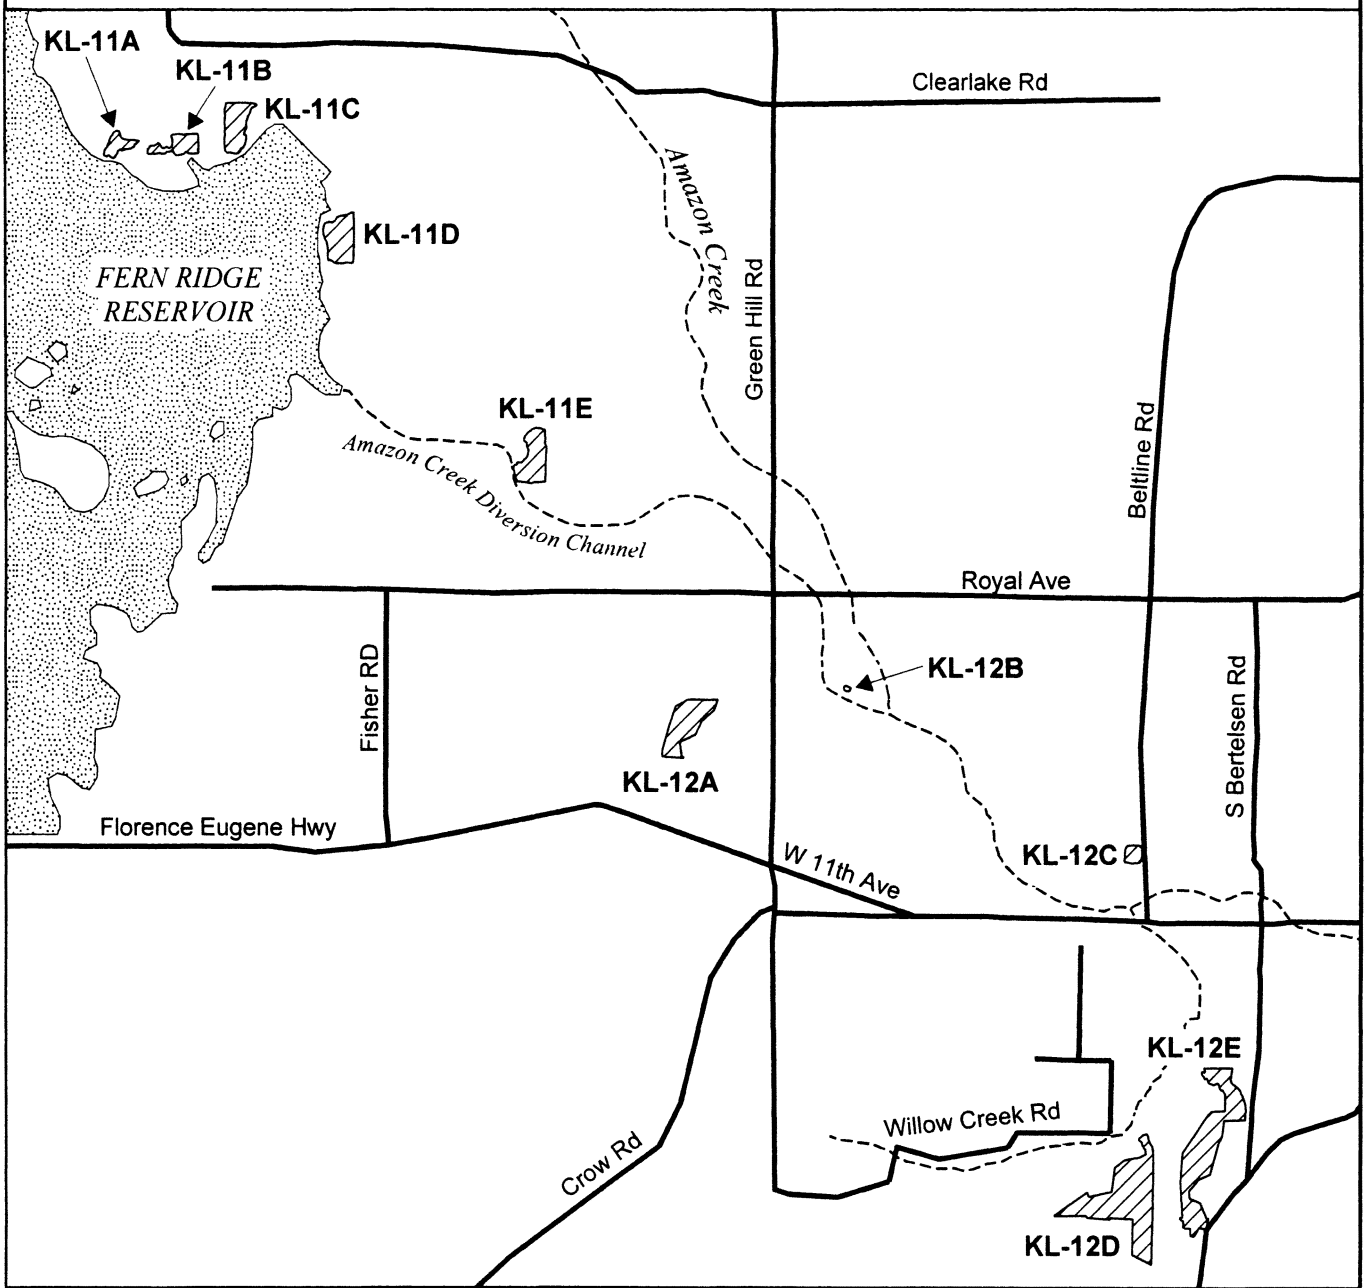 KL-11A
KL-11B
KL-11C
Clearlake Rd
Amazon Creek
KL-11D
FERN RIDGE
RESERVOIR
Green Hill Rd
KL-11E
Beltline Rd
Amazon Creek Diversion Channel
Royal Ave
Fisher RD
KL-12B
S Bertelsen Rd
KL-12A
Florence Eugene Hwy
W 11th Ave
KL-12C
KL-12E
Willow Creek Rd
Crow Rd
KL-12D